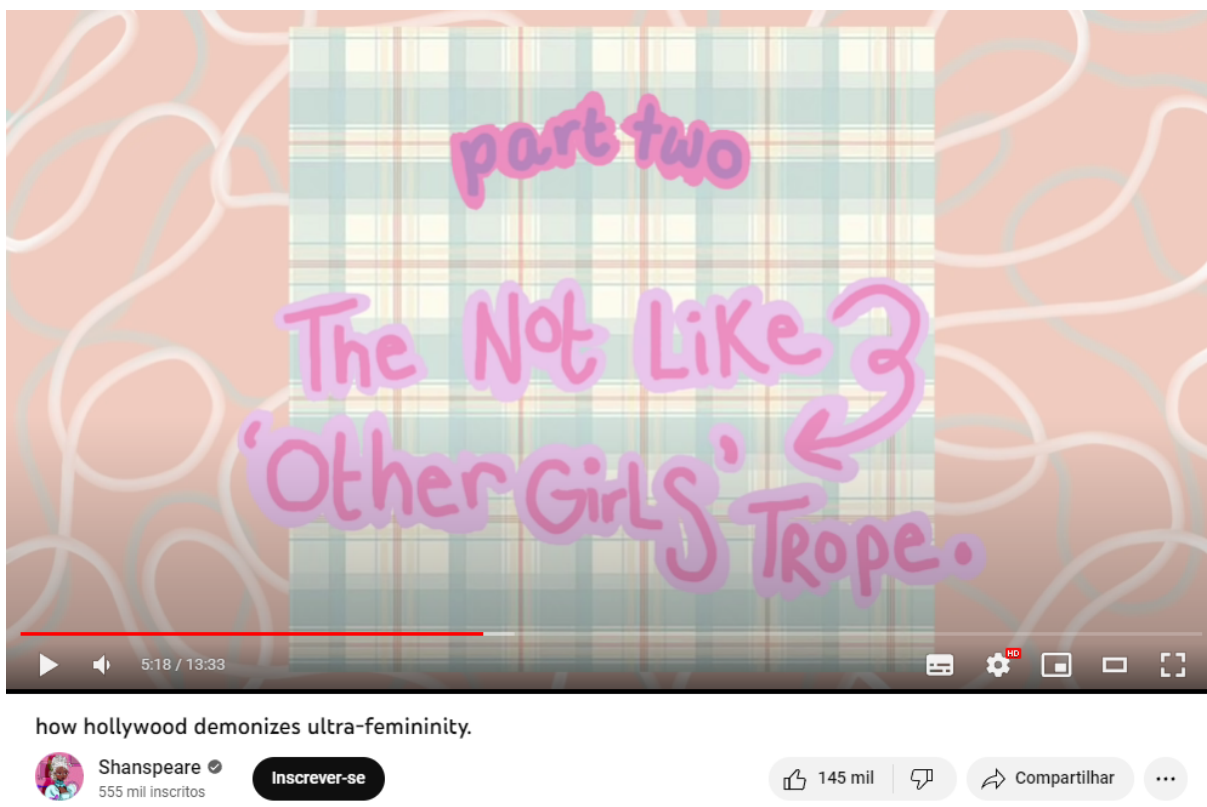 part two
The Not Like
'Other Girls' Trope.
5:18 / 13:33
HD
how hollywood demonizes ultra-femininity.
Shanspeare
555 mil inscritos
Inscrever-se
145 mil
Compartilhar